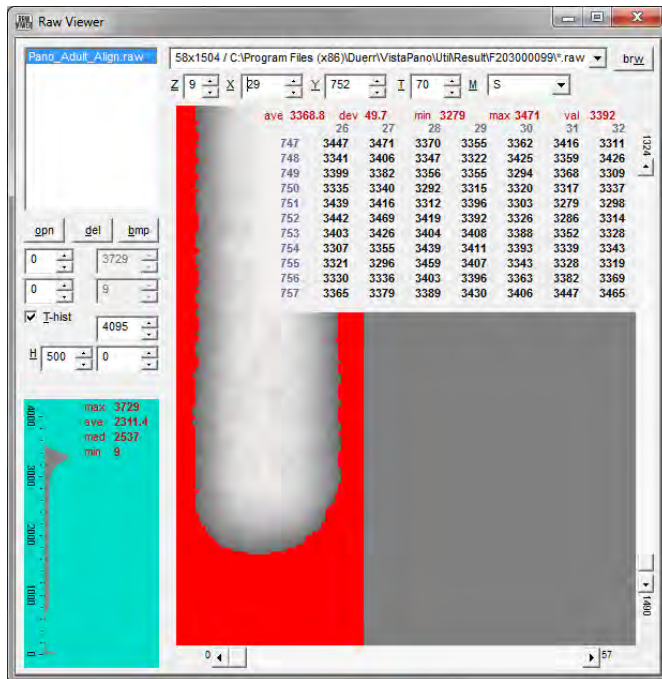 RAW VIEWER Raw Viewer
Pano_Adult_Align.raw
58x1504 / C:\Program Files (x86)\Duerr\VistaPano\Util\Result\F203000099\*.raw brw
Z 9 X 29 Y 752 T 70 M S
ave 3368.8 dev 49.7 min 3279 max 3471 val 3392
26 27 28 29 30 31 32
747 3447 3471 3370 3355 3362 3416 3311
748 3341 3406 3347 3322 3425 3359 3426
749 3399 3382 3356 3355 3294 3368 3309
750 3335 3340 3292 3315 3320 3317 3337
751 3439 3416 3312 3396 3303 3279 3298
752 3442 3469 3419 3392 3326 3286 3314
753 3403 3426 3404 3408 3388 3352 3328
754 3307 3355 3439 3411 3393 3339 3343
755 3321 3296 3459 3407 3343 3328 3319
756 3330 3336 3403 3396 3363 3382 3369
757 3365 3379 3389 3430 3406 3447 3465
1324
opn del bmp
0 3729
0 9
T-hist 4095
H 500 0
max 3729
ave 2311.4
med 2537
min 9
4000
3000
2000
1000
0
1480
0 57